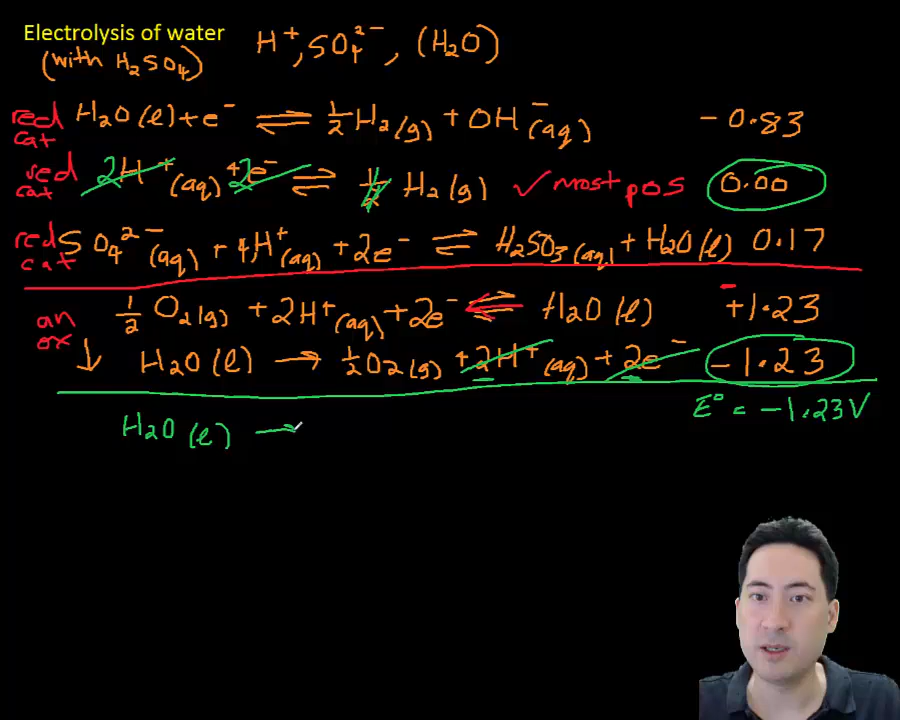 Electrolysis of water H⁺, SO₄²⁻, (H₂O)
(with H₂SO₄)
red cat H₂O (l) + e⁻ ⇌ ½ H₂ (g) + OH⁻ (aq) - 0.83
red cat 2H⁺ (aq) + 2e⁻ ⇌ ½ H₂ (g) ✓ most pos 0.00
red cat SO₄²⁻ (aq) + 4H⁺ (aq) + 2e⁻ ⇌ H₂SO₃ (aq) + H₂O (l) 0.17
an ox ½ O₂ (g) + 2H⁺ (aq) + 2e⁻ ⇌ H₂O (l) +1.23
↓ H₂O (l) → ½ O₂ (g) + 2H⁺ (aq) + 2e⁻ -1.23
E° = -1.23V
H₂O (l) →